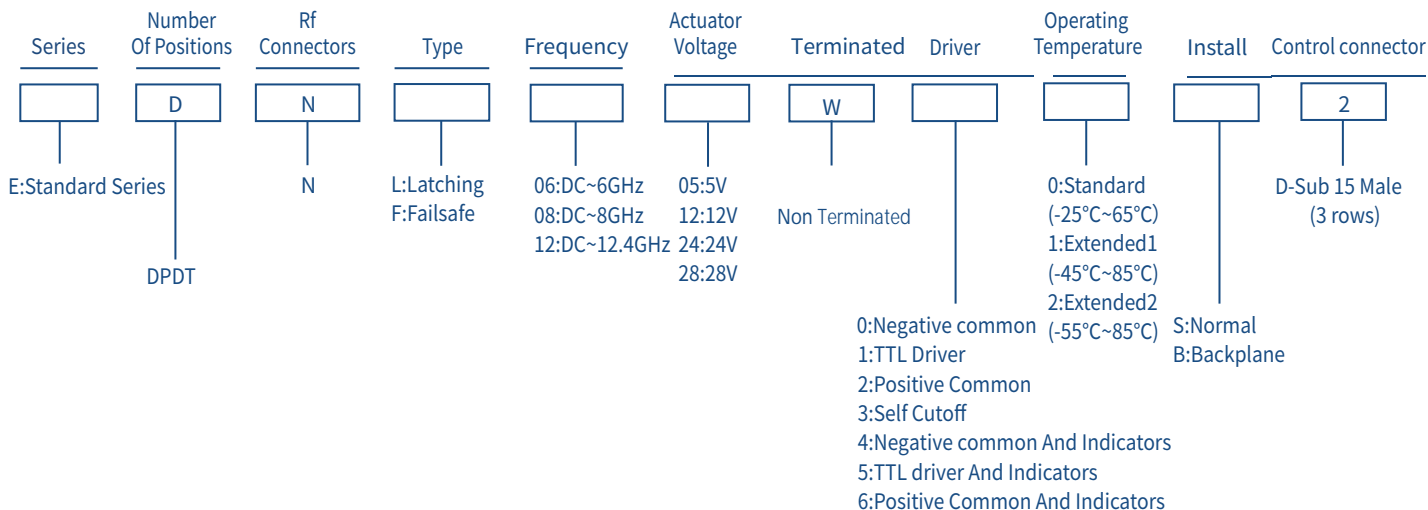 Series
Number
Of Positions
Rf
Connectors
Type
Frequency
Actuator
Voltage
Terminated
Driver
Operating
Temperature
Install
Control connector
D
N
W
2
E:Standard Series
DPDT
N
L:Latching
F:Failsafe
06:DC~6GHz
08:DC~8GHz
12:DC~12.4GHz
05:5V
12:12V
24:24V
28:28V
Non Terminated
0:Negative common
1:TTL Driver
2:Positive Common
3:Self Cutoff
4:Negative common And Indicators
5:TTL driver And Indicators
6:Positive Common And Indicators
0:Standard
(-25°C~65°C)
1:Extended1
(-45°C~85°C)
2:Extended2
(-55°C~85°C)
S:Normal
B:Backplane
D-Sub 15 Male
(3 rows)